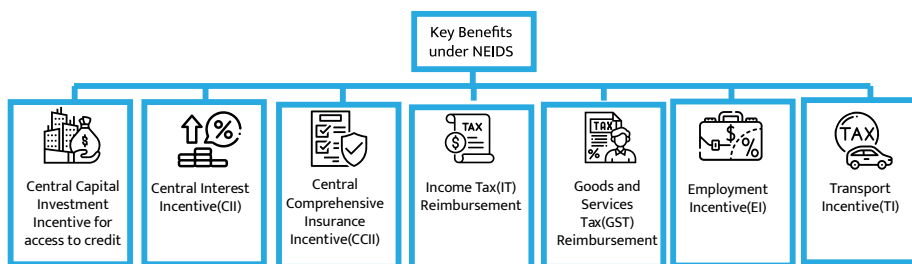 Key Benefits
under NEIDS
Central Capital
Investment
Incentive for
access to credit
Central Interest
Incentive(CII)
Central
Comprehensive
Insurance
Incentive(CCII)
TAX
Income Tax(IT)
Reimbursement
TAX
Goods and
Services
Tax(GST)
Reimbursement
Employment
Incentive(EI)
TAX
Transport
Incentive(TI)